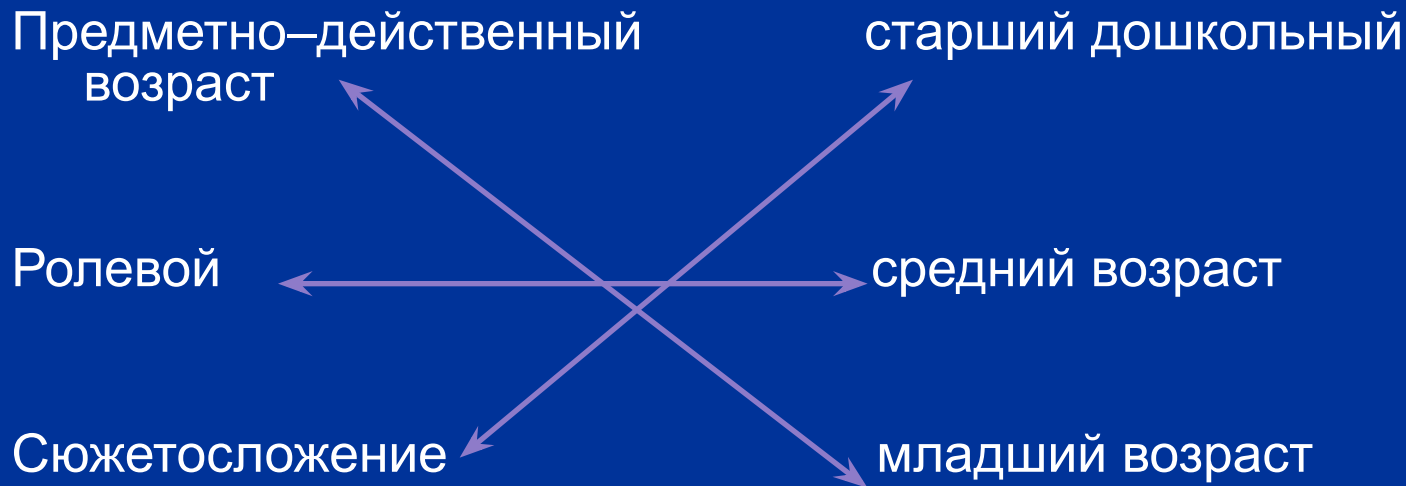 Предметно–действенный старший дошкольный
возраст
Ролевой средний возраст
Сюжетосложение младший возраст